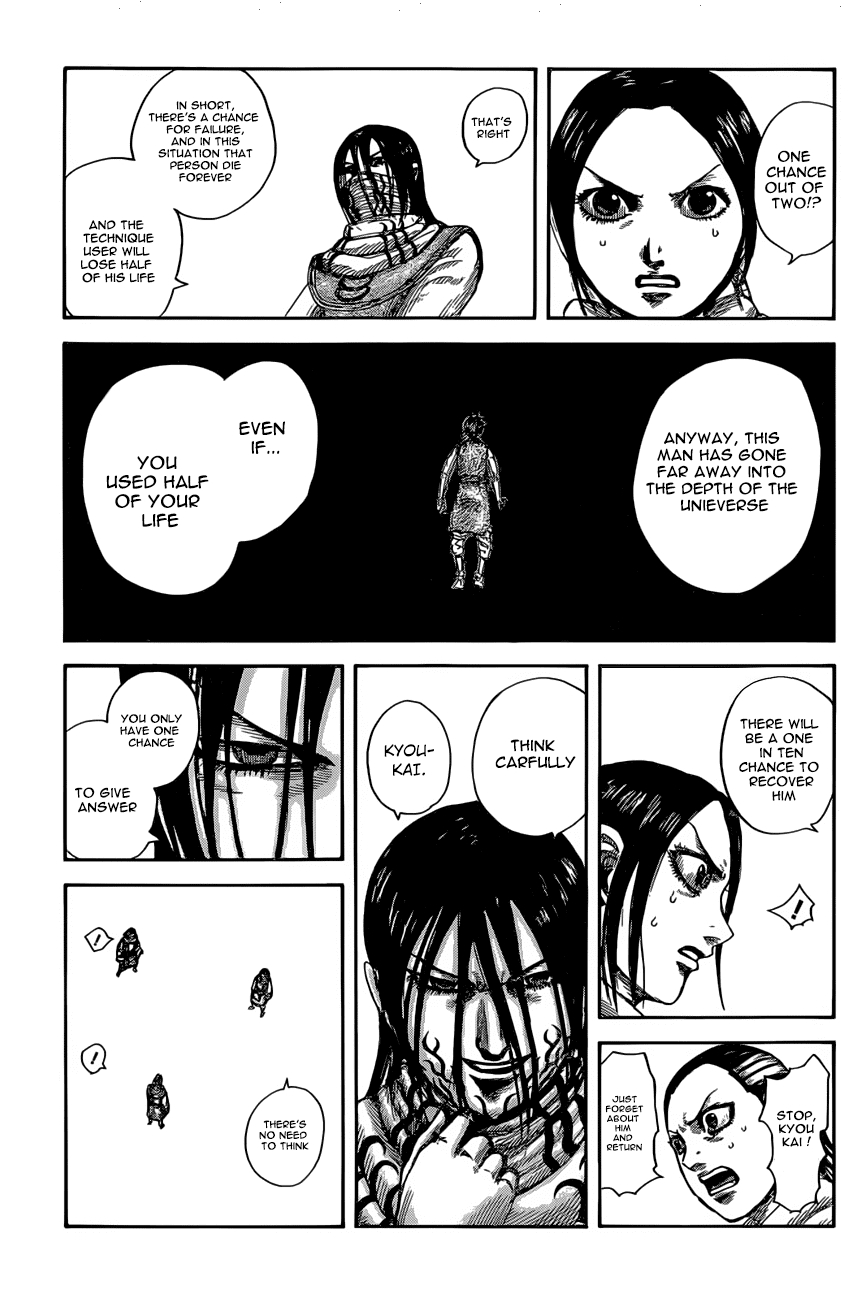 ONE
CHANCE
OUT OF
TWO!?
THAT'S
RIGHT
IN SHORT,
THERE'S A CHANCE
FOR FAILURE,
AND IN THIS
SITUATION THAT
PERSON DIE
FOREVER
AND THE
TECHNIQUE
USER WILL
LOSE HALF
OF HIS LIFE
ANYWAY, THIS
MAN HAS GONE
FAR AWAY INTO
THE DEPTH OF THE
UNIEVERSE
EVEN
IF...
YOU
USED HALF
OF YOUR
LIFE
THERE WILL
BE A ONE
IN TEN
CHANCE TO
RECOVER
HIM
!
STOP,
KYOU
KAI !
JUST
FORGET
ABOUT
HIM
AND
RETURN
THINK
CARFULLY
KYOU-
KAI.
YOU ONLY
HAVE ONE
CHANCE
TO GIVE
ANSWER
!
!
THERE'S
NO NEED
TO THINK